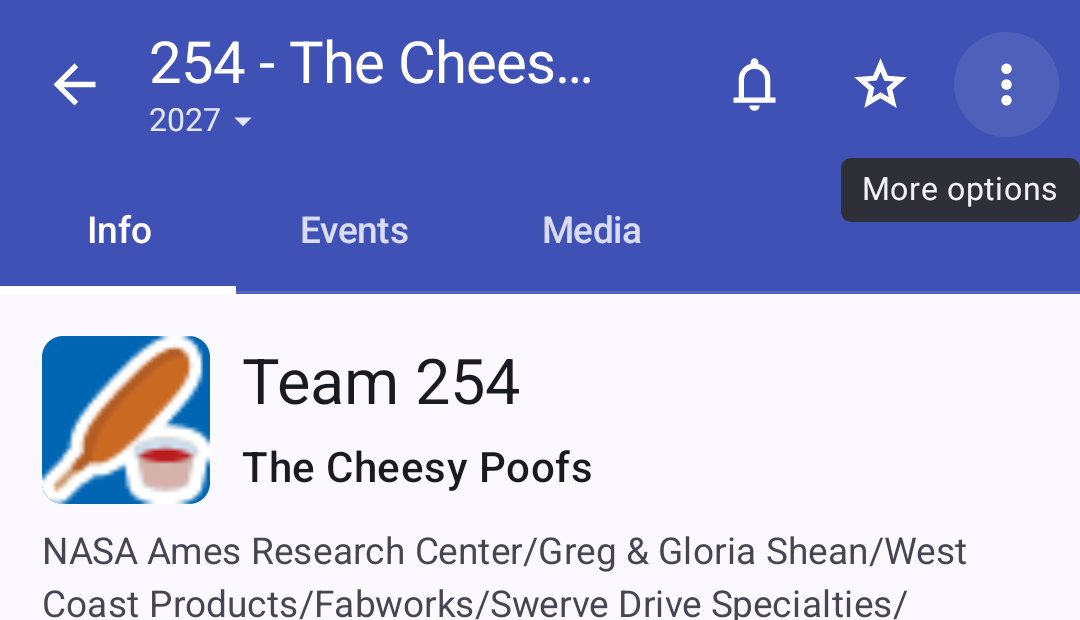 254 - The Chees...
2027
More options
Info
Events
Media
Team 254
The Cheesy Poofs
NASA Ames Research Center/Greg & Gloria Shean/West
Coast Products/Fabworks/Swerve Drive Specialties/